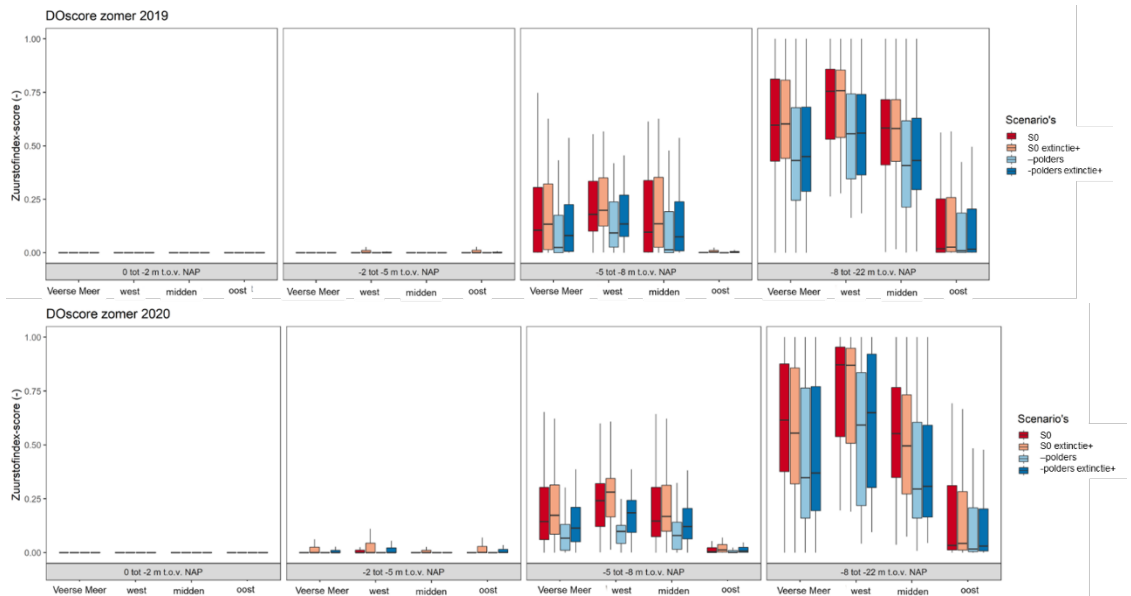 DOscore zomer 2019
Zuurstofindex-score (-)
1.00
0.75
0.50
0.25
0.00
0 tot -2 m t.o.v. NAP
-2 tot -5 m t.o.v. NAP
-5 tot -8 m t.o.v. NAP
-8 tot -22 m t.o.v. NAP
Veerse Meer west midden oost
Veerse Meer west midden oost
Veerse Meer west midden oost
Veerse Meer west midden oost
Scenario's
S0
S0 extinctie+
--polders
-polders extinctie+
DOscore zomer 2020
Zuurstofindex-score (-)
1.00
0.75
0.50
0.25
0.00
0 tot -2 m t.o.v. NAP
-2 tot -5 m t.o.v. NAP
-5 tot -8 m t.o.v. NAP
-8 tot -22 m t.o.v. NAP
Veerse Meer west midden oost
Veerse Meer west midden oost
Veerse Meer west midden oost
Veerse Meer west midden oost
Scenario's
S0
S0 extinctie+
--polders
-polders extinctie+